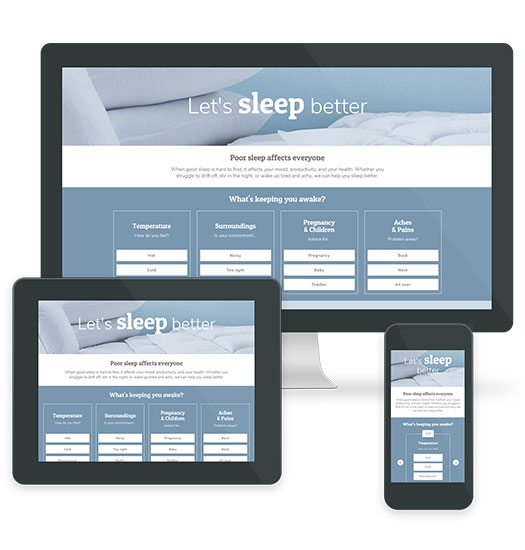 Let's sleep better
Poor sleep affects everyone
When good sleep is hard to find, it affects your mood, productivity, and your health. Whether you
struggle to drift off, stir in the night, or wake up tired and achy, we can help you sleep better.
What's keeping you awake?
Temperature
How do you feel?
Hot
Cold
Surroundings
Is your environment...
Noisy
Too light
Pregnancy
& Children
Advice for...
Pregnancy
Baby
Toddler
Aches
& Pains
Problem areas?
Back
Neck
All over
Let's sleep better
Poor sleep affects everyone
When good sleep is hard to find, it affects your mood, productivity, and your health. Whether you
struggle to drift off, stir in the night, or wake up tired and achy, we can help you sleep better.
What's keeping you awake?
Temperature
How do you feel?
Hot
Cold
Surroundings
Is your environment...
Noisy
Too light
Pregnancy
& Children
Advice for...
Pregnancy
Baby
Toddler
Aches
& Pains
Problem areas?
Back
Neck
All over
Let's sleep
better
Poor sleep affects everyone
What's keeping you awake?
Temperature
How do you feel?
Hot
Cold